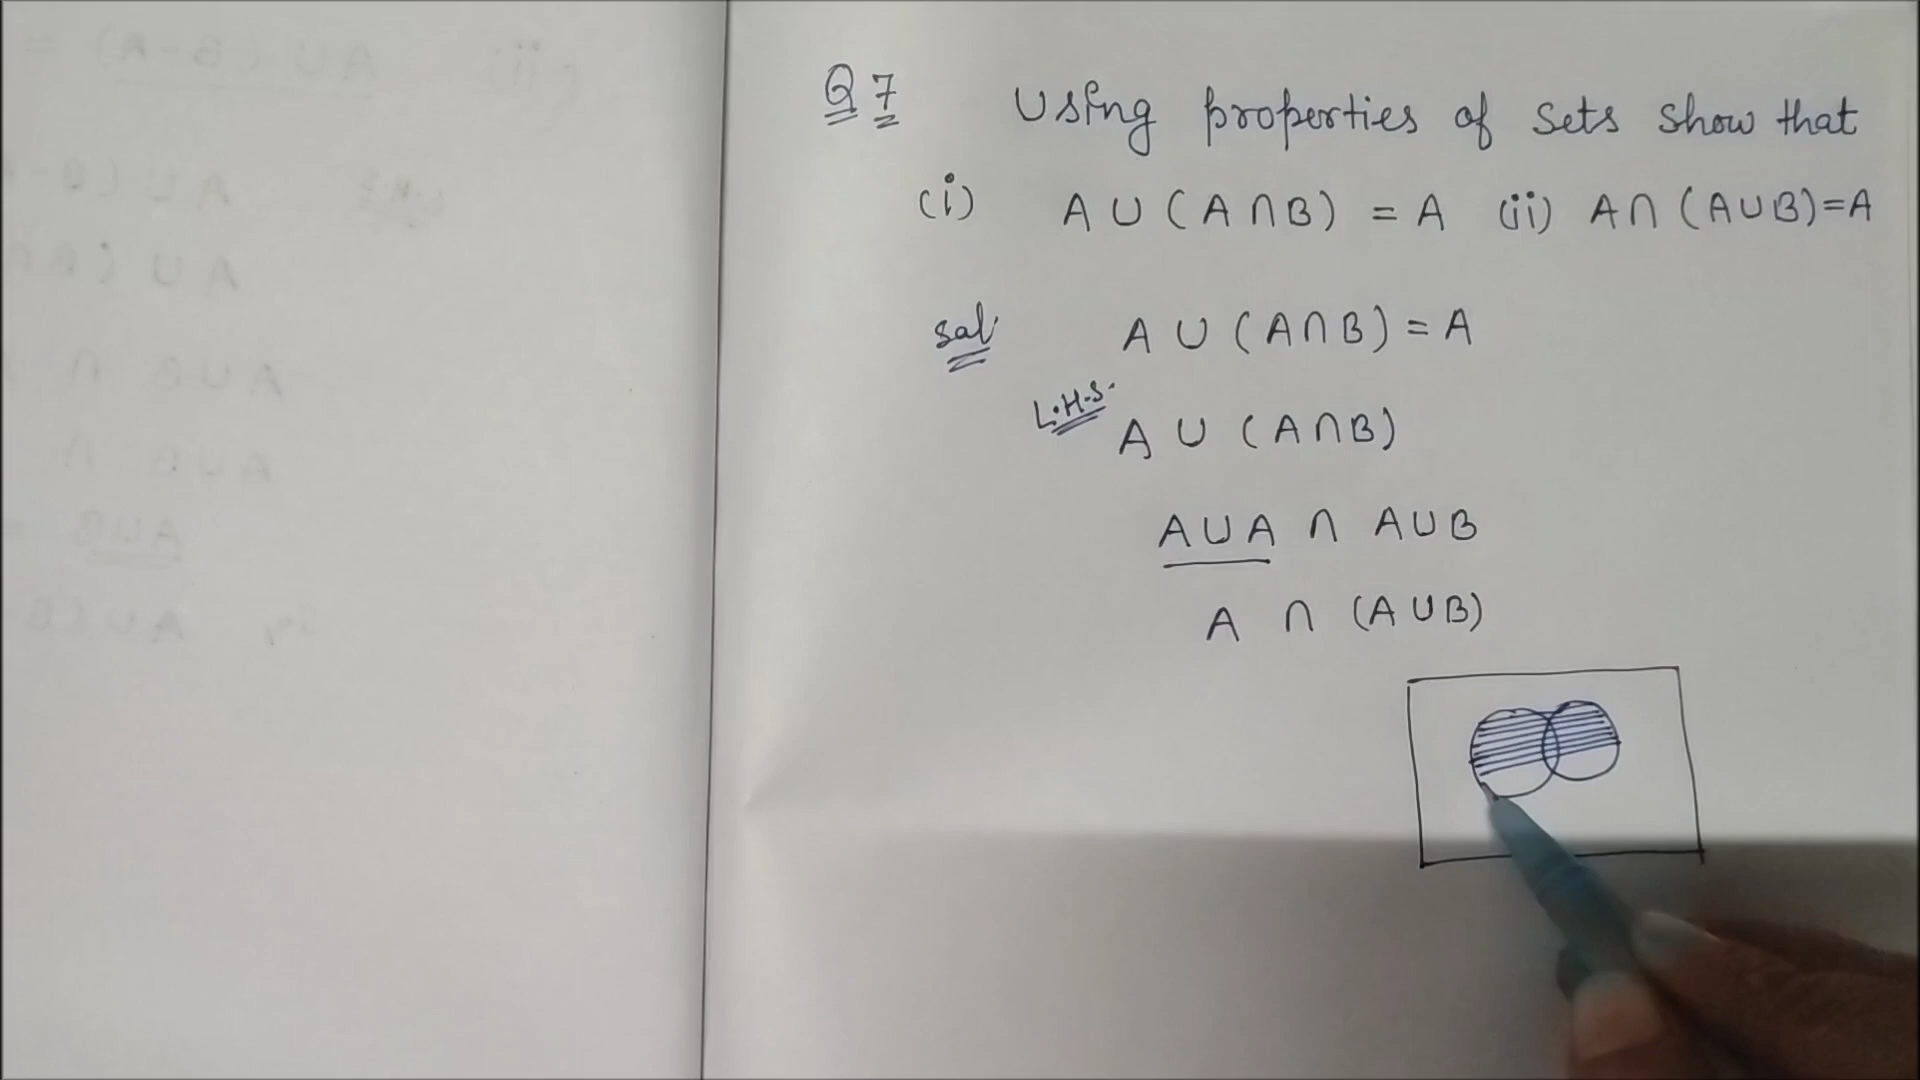 Q7 Using properties of sets show that
(i) A ∪ (A ∩ B) = A (ii) A ∩ (A ∪ B) = A
Sol. A ∪ (A ∩ B) = A
L.H.S.
A ∪ (A ∩ B)
A ∪ A ∩ A ∪ B
A ∩ (A ∪ B)